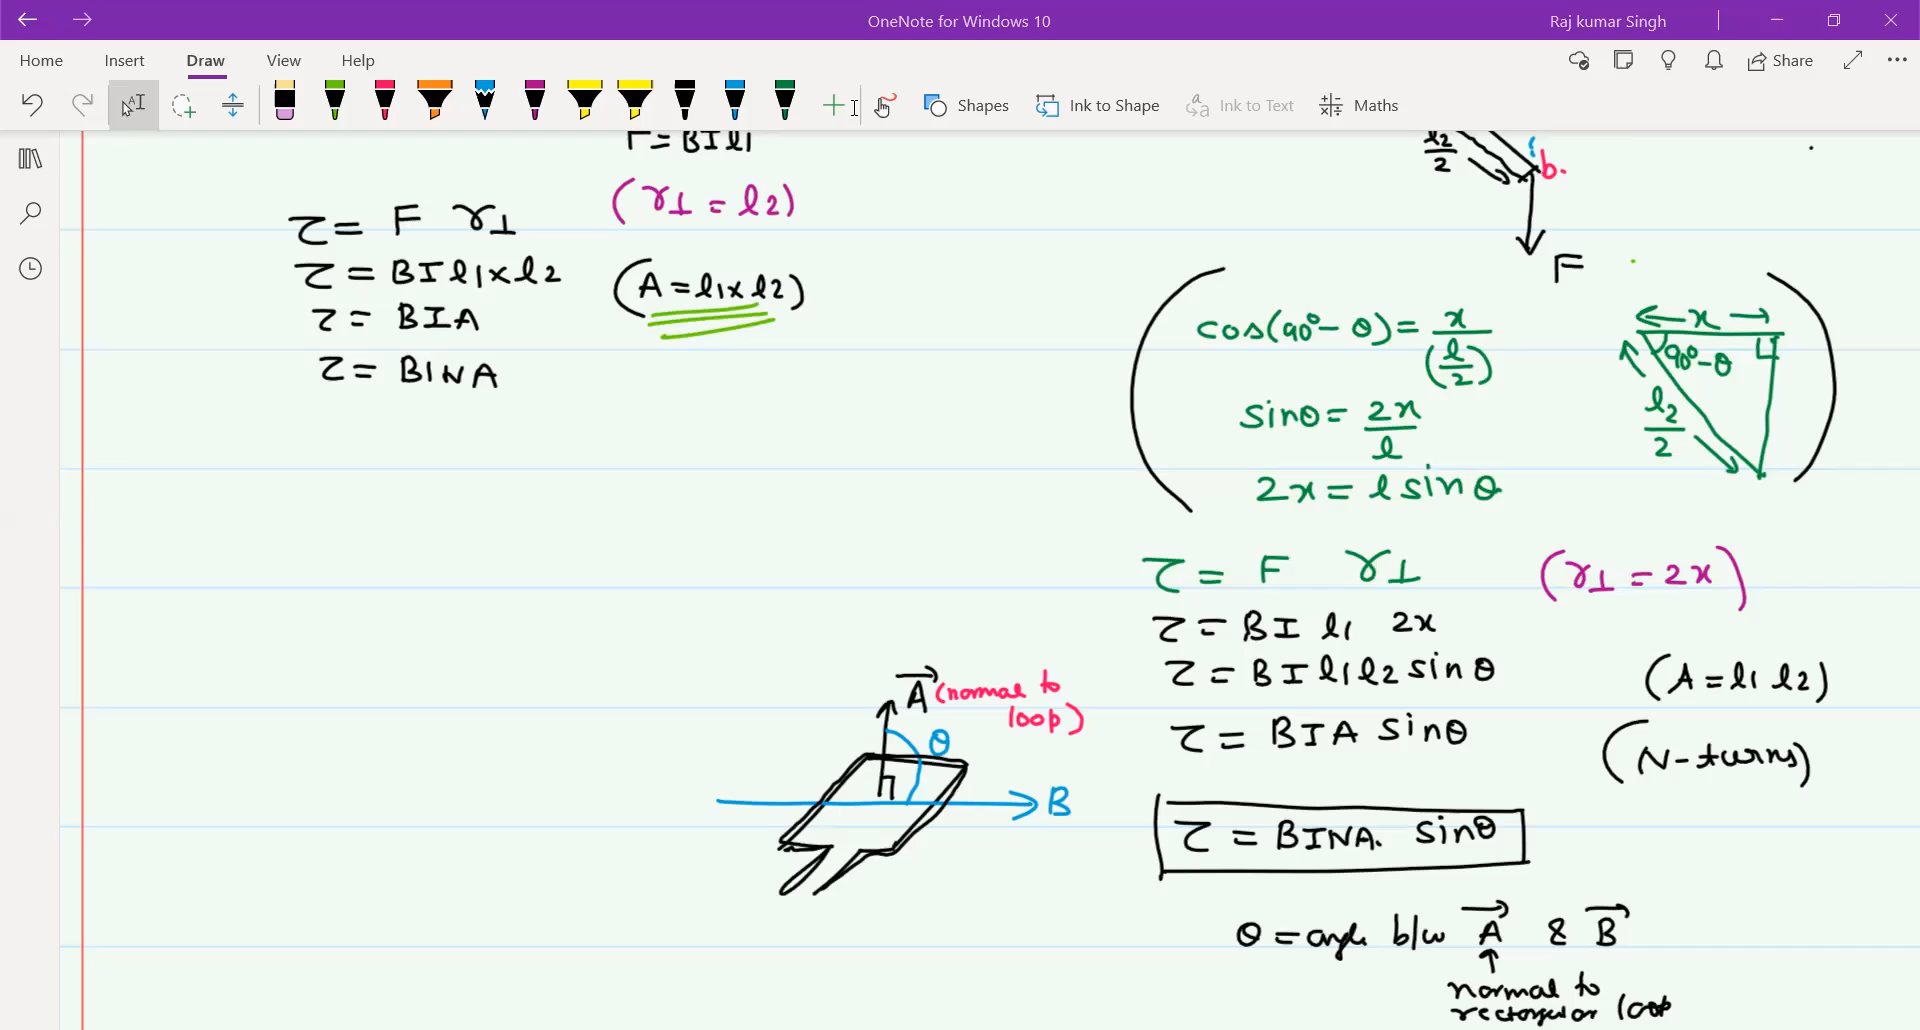 OneNote for Windows 10
Raj kumar Singh
Home Insert Draw View Help
Share
Shapes Ink to Shape Ink to Text Maths
F = BIl1
(r⊥ = l2)
τ = F r⊥
τ = BIl1×l2
(A = l1×l2)
τ = BIA
τ = BINA
l2/2
b.
F
cos(90° - θ) = x/(l/2)
sinθ = 2x/l
2x = l sinθ
x
90° - θ
l2/2
τ = F r⊥ (r⊥ = 2x)
τ = BI l1 2x
τ = BIl1l2 sinθ
(A = l1 l2)
τ = BIA sinθ
(N-turns)
τ = BINA. sinθ
A⃗ (normal to
loop)
θ
B
θ = angle b/w A⃗ & B⃗
↑
normal to
rectangular loop